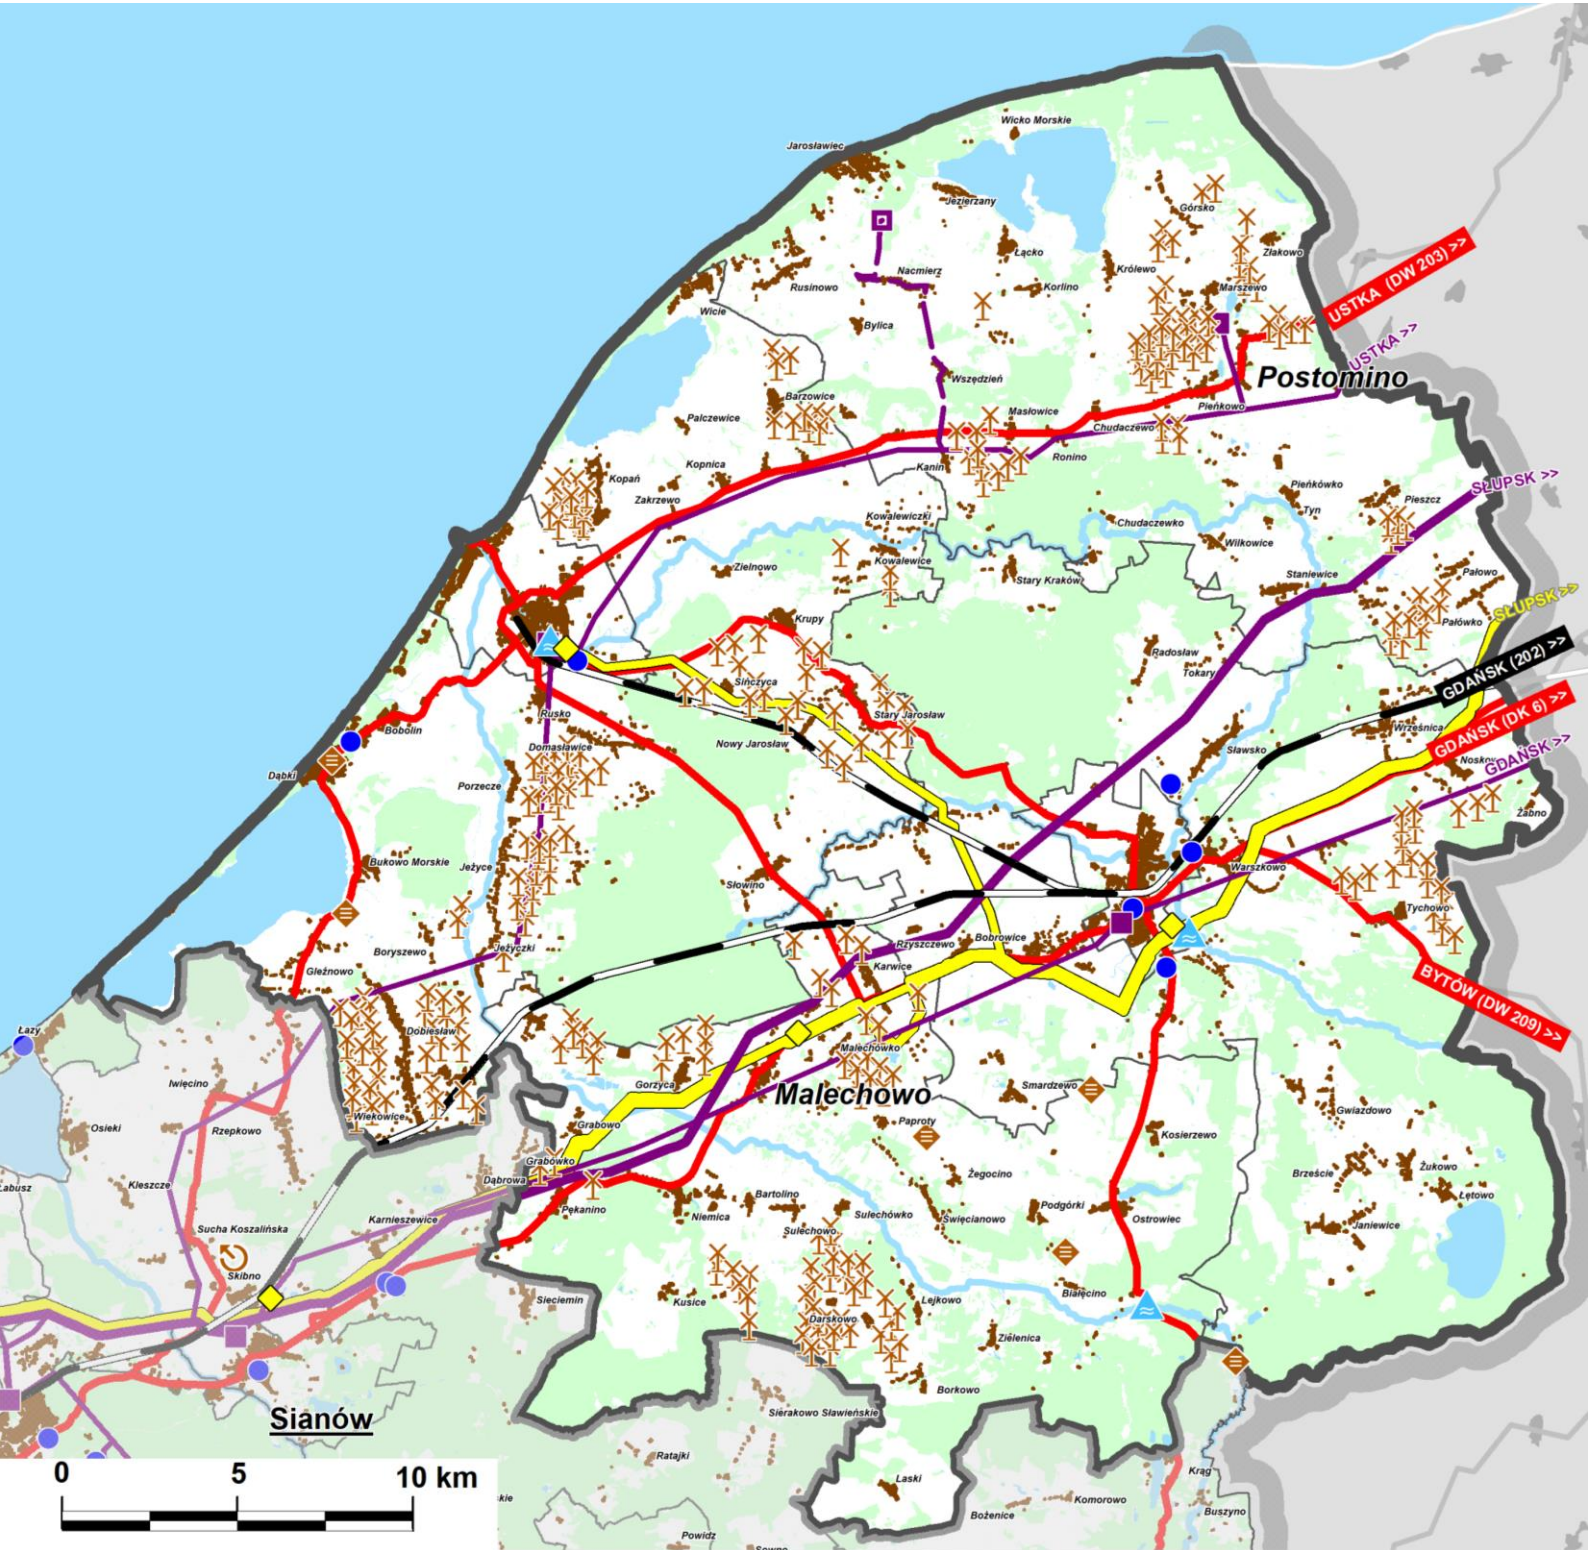 Wicko Morskie
Jarosławiec
Jezierzany
Górsko
Łącko
Złakowo
USTKA (DW 203) >>
Królewo
Nacmierz
Rusinowo
Korlino
Marszewo
Wicie
Bylica
USTKA >>
Postomino
Wszędzień
Barzowice
Pieńkowo
Masłowice
Palczewice
Chudaczewo
Ronino
Kopnica
Kanin
Kopań
SŁUPSK >>
Zakrzewo
Pieńkówko
Pieszcz
Tyn
Kowalewiczki
Chudaczewko
Wilkowice
Kowalewice
Zielnowo
Stary Kraków
Staniewice
Pałowo
SŁUPSK >>
Krupy
Pałówko
Radosław
Tokary
GDAŃSK (202) >>
Sińczyca
Rusko
Stary Jarosław
Wrześnica
GDAŃSK (DK 6) >>
Bobolin
Domasławice
Nowy Jarosław
Sławsko
GDAŃSK >>
Dąbki
Porzecze
Żabno
Bukowo Morskie
Jeżyce
Warszkowo
Słowino
Tychowo
Boryszewo
Jeżyczki
Rzyszczewo
Bobrowice
Gleźnowo
Karwice
BYTÓW (DW 209) >>
Łazy
Dobiesław
Malechówko
Iwięcino
Gorzyca
Smardzewo
Malechowo
Wiekowice
Gwiazdowo
Osieki
Rzepkowo
Grabowo
Paproty
Kosierzewo
Grabówko
Żegocino
Brzeście
Żukowo
Kleszcze
Dąbrowa
Łętowo
Łabusz
Bartolino
Podgórki
Pękanino
Niemica
Sulechówko
Święcianowo
Ostrowiec
Karnieszewice
Janiewice
Sucha Koszalińska
Sulechowo
Skibno
Białęcino
Sieciemin
Kusice
Lejkowo
Darskowo
Zielenica
Borkowo
Sianów
Sierakowo Sławieńskie
Ratajki
0 5 10 km
Krąg
Laski
Komorowo
Bożenice
Buszyno
Powidz